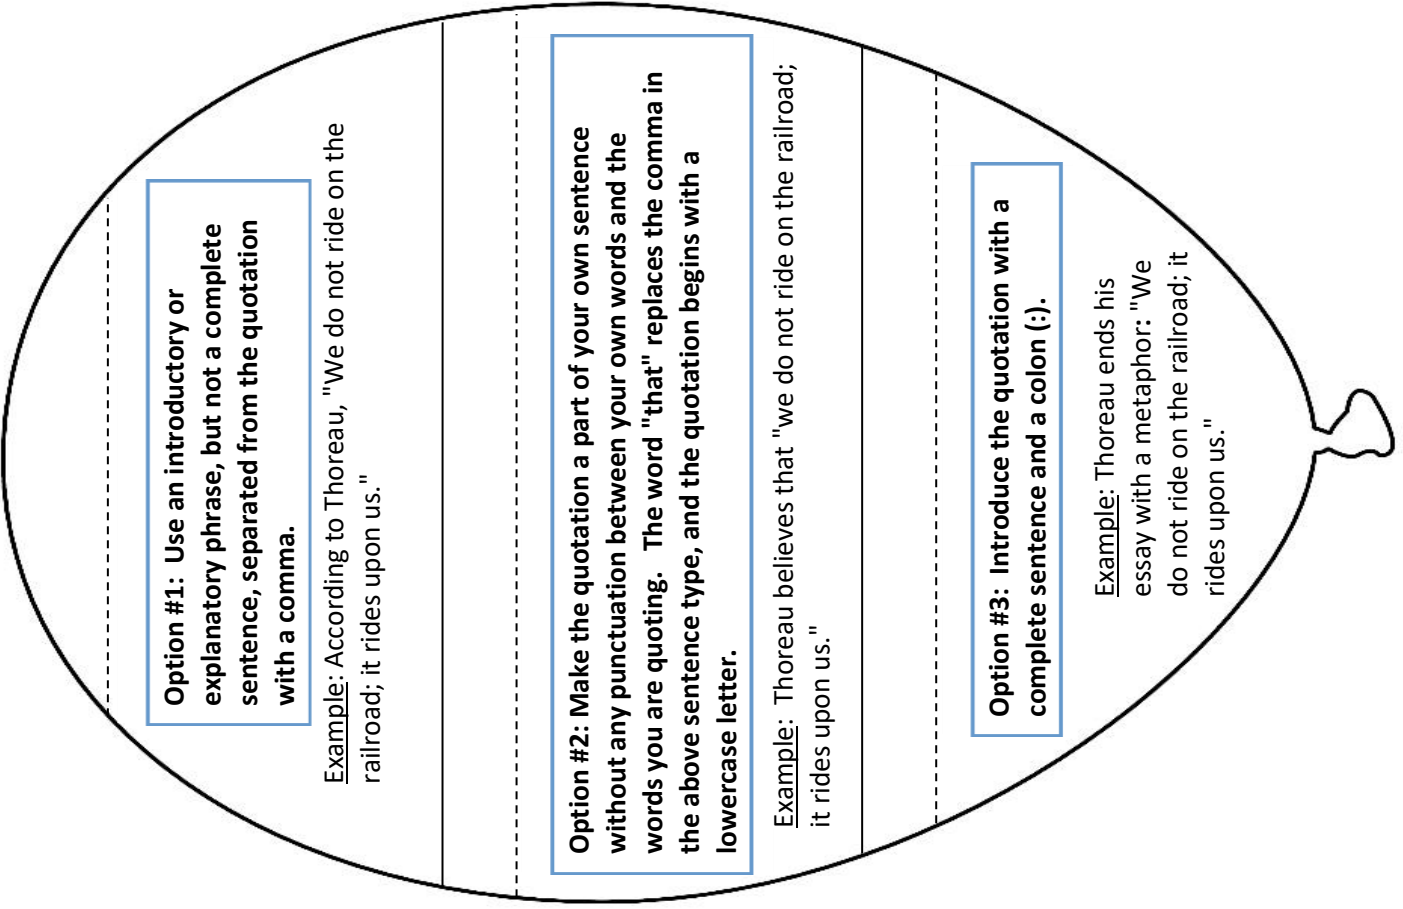 Option #1:  Use an introductory or
explanatory phrase, but not a complete
sentence, separated from the quotation
with a comma.
Example: According to Thoreau, "We do not ride on the
railroad; it rides upon us."
Option #2: Make the quotation a part of your own sentence
without any punctuation between your own words and the
words you are quoting.   The word "that" replaces the comma in
the above sentence type, and the quotation begins with a
lowercase letter.
Example:  Thoreau believes that "we do not ride on the railroad;
it rides upon us."
Option #3:  Introduce the quotation with a
complete sentence and a colon (:).
Example: Thoreau ends his
essay with a metaphor: "We
do not ride on the railroad; it
rides upon us."